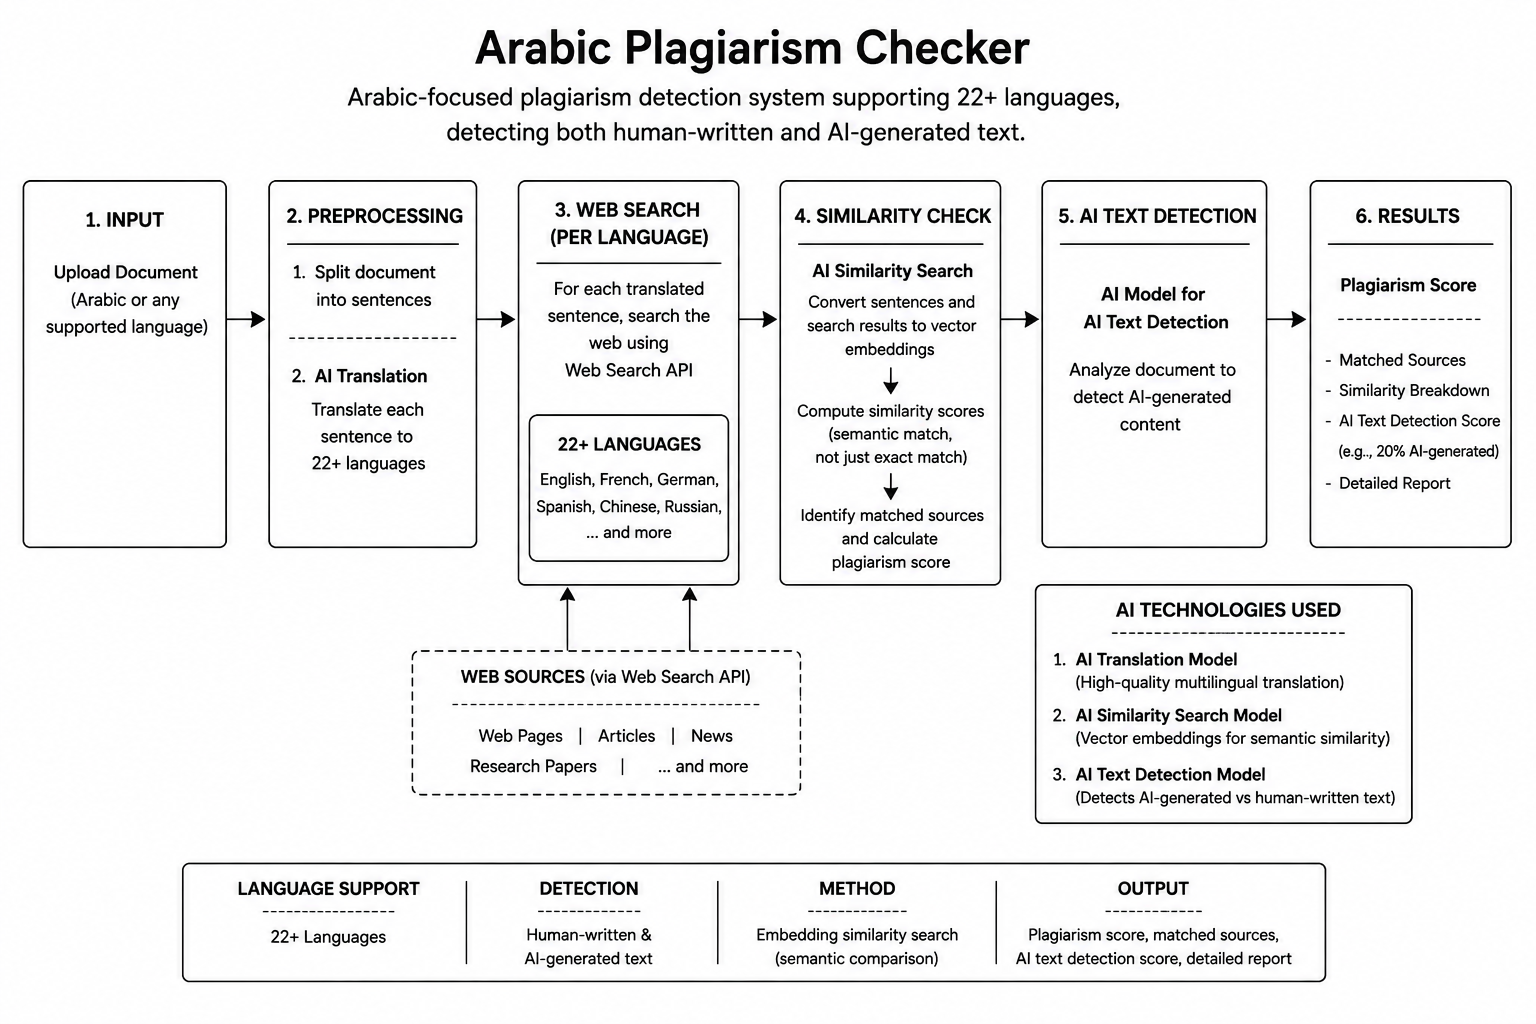 Arabic Plagiarism Checker
Arabic-focused plagiarism detection system supporting 22+ languages,
detecting both human-written and AI-generated text.
1. INPUT
Upload Document
(Arabic or any
supported language)
2. PREPROCESSING
1. Split document
into sentences
2. AI Translation
Translate each
sentence to
22+ languages
3. WEB SEARCH
(PER LANGUAGE)
For each translated
sentence, search the
web using
Web Search API
22+ LANGUAGES
English, French, German,
Spanish, Chinese, Russian,
... and more
4. SIMILARITY CHECK
AI Similarity Search
Convert sentences and
search results to vector
embeddings
Compute similarity scores
(semantic match,
not just exact match)
Identify matched sources
and calculate
plagiarism score
5. AI TEXT DETECTION
AI Model for
AI Text Detection
Analyze document to
detect AI-generated
content
6. RESULTS
Plagiarism Score
- Matched Sources
- Similarity Breakdown
- AI Text Detection Score
(e.g., 20% AI-generated)
- Detailed Report
WEB SOURCES (via Web Search API)
Web Pages | Articles | News
Research Papers | ... and more
AI TECHNOLOGIES USED
1. AI Translation Model
(High-quality multilingual translation)
2. AI Similarity Search Model
(Vector embeddings for semantic similarity)
3. AI Text Detection Model
(Detects AI-generated vs human-written text)
LANGUAGE SUPPORT
22+ Languages
DETECTION
Human-written &
AI-generated text
METHOD
Embedding similarity search
(semantic comparison)
OUTPUT
Plagiarism score, matched sources,
AI text detection score, detailed report